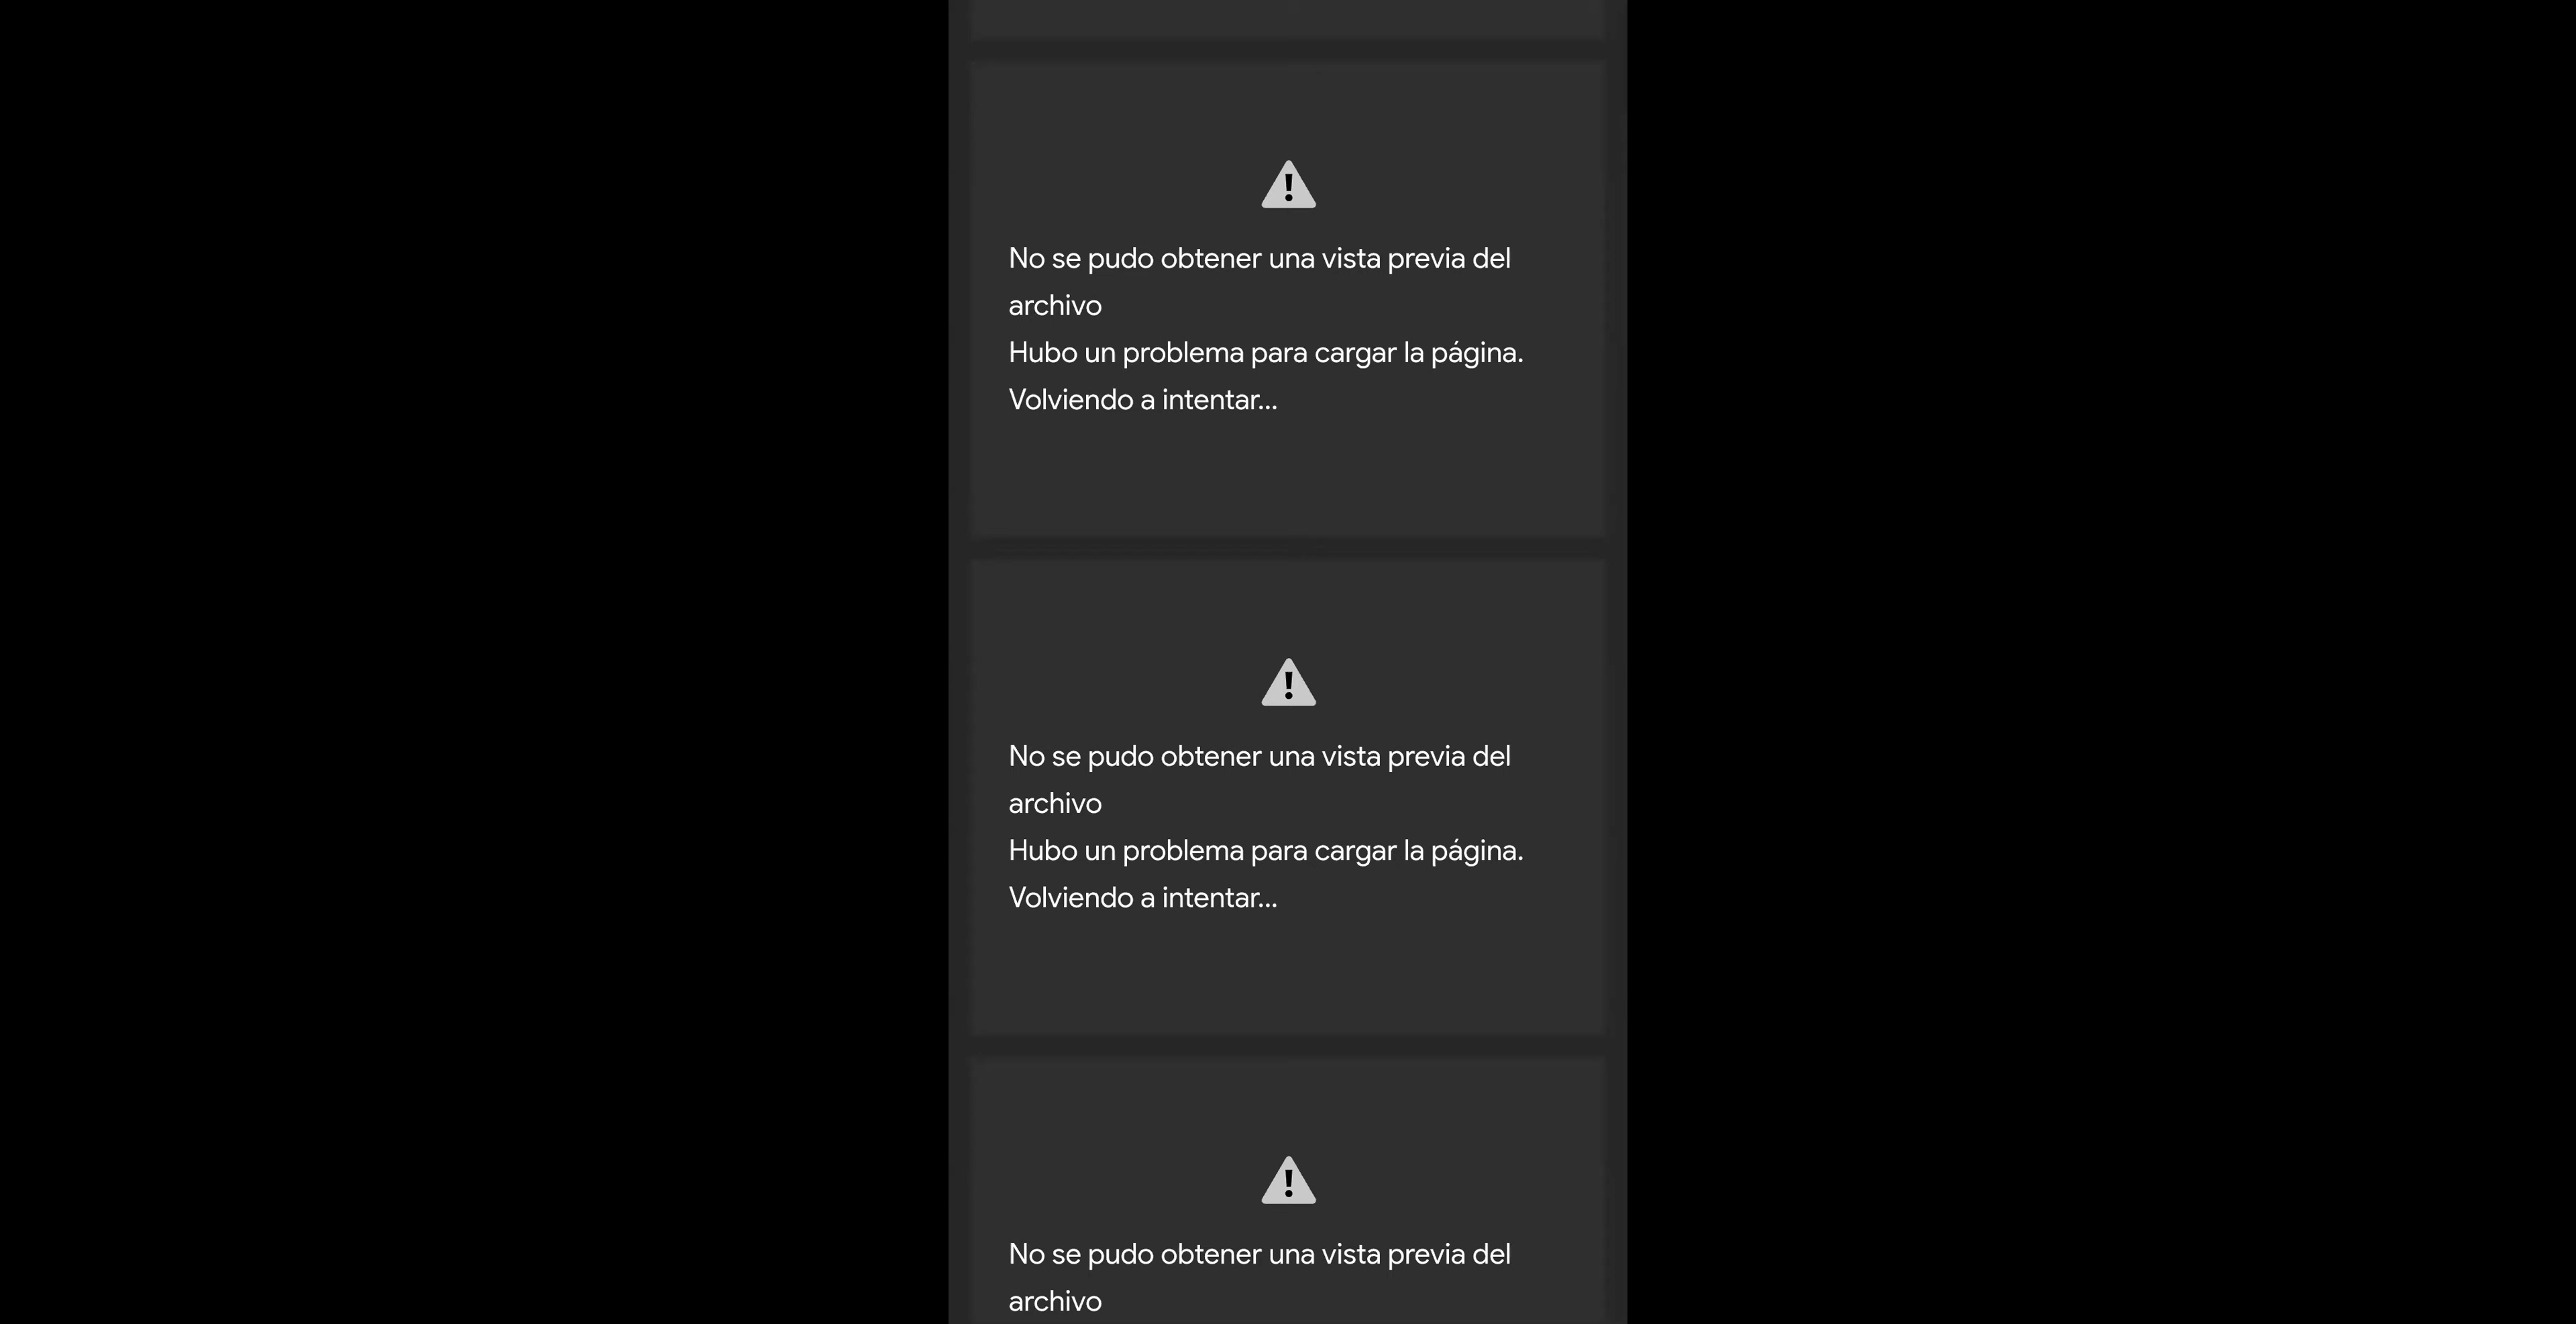 No se pudo obtener una vista previa del
archivo
Hubo un problema para cargar la página.
Volviendo a intentar...
No se pudo obtener una vista previa del
archivo
Hubo un problema para cargar la página.
Volviendo a intentar...
No se pudo obtener una vista previa del
archivo